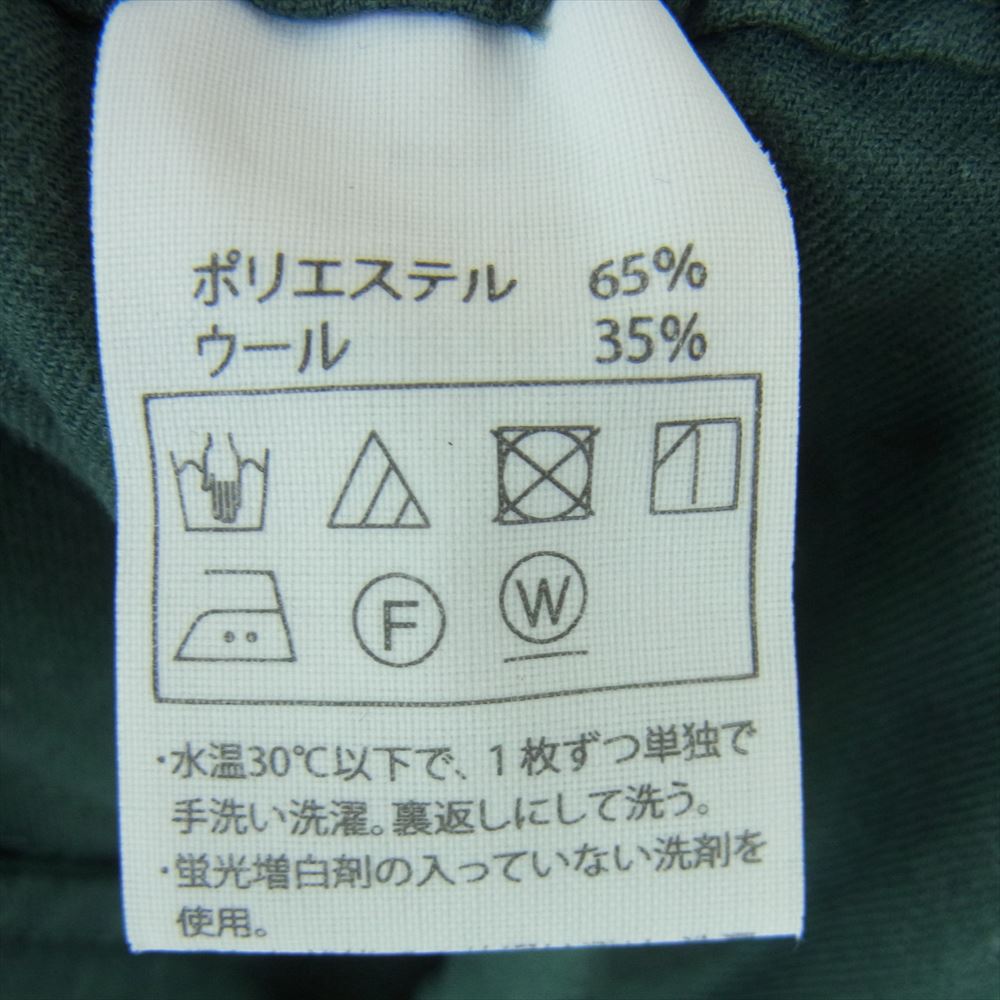 ポリエステル 65%
ウール 35%
F
W
・水温30℃以下で、1枚ずつ単独で
手洗い洗濯。裏返しにして洗う。
・蛍光増白剤の入っていない洗剤を
使用。